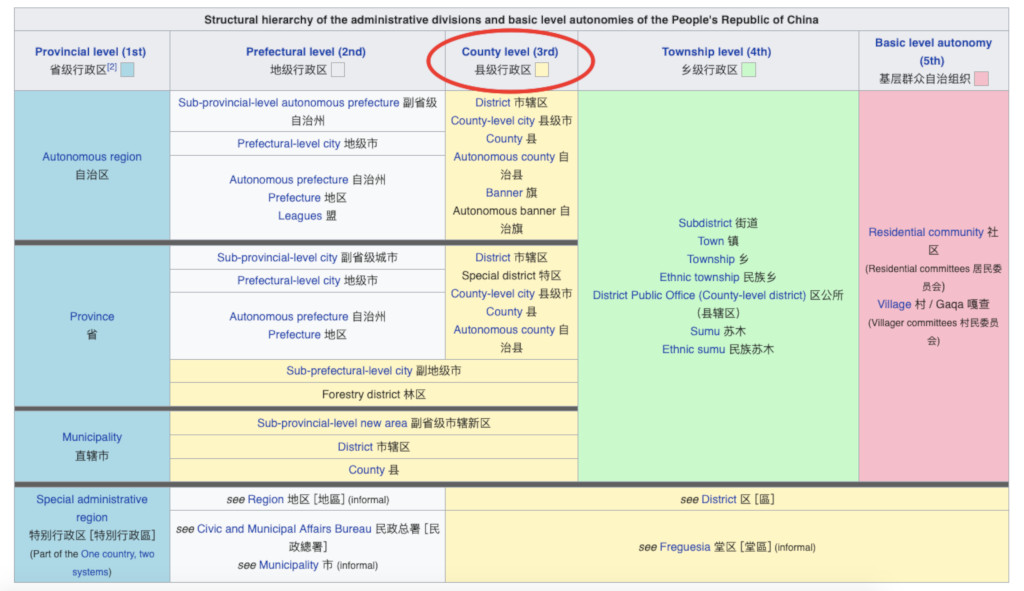 Structural hierarchy of the administrative divisions and basic level autonomies of the People's Republic of China
Provincial level (1st)
省级行政区[2]
Prefectural level (2nd)
地级行政区
County level (3rd)
县级行政区
Township level (4th)
乡级行政区
Basic level autonomy
(5th)
基层群众自治组织
Autonomous region
自治区
Sub-provincial-level autonomous prefecture 副省级
自治州
Prefectural-level city 地级市
Autonomous prefecture 自治州
Prefecture 地区
Leagues 盟
District 市辖区
County-level city 县级市
County 县
Autonomous county 自
治县
Banner 旗
Autonomous banner 自
治旗
Province
省
Sub-provincial-level city 副省级城市
Prefectural-level city 地级市
Autonomous prefecture 自治州
Prefecture 地区
District 市辖区
Special district 特区
County-level city 县级市
County 县
Autonomous county 自
治县
Sub-prefectural-level city 副地级市
Forestry district 林区
Municipality
直辖市
Sub-provincial-level new area 副省级市辖新区
District 市辖区
County 县
Subdistrict 街道
Town 镇
Township 乡
Ethnic township 民族乡
District Public Office (County-level district) 区公所
（县辖区）
Sumu 苏木
Ethnic sumu 民族苏木
Residential community 社
区
(Residential committees 居民委
员会)
Village 村 / Gaqa 嘎查
(Villager committees 村民委员
会)
Special administrative
region
特别行政区 [特別行政區]
(Part of the One country, two
systems)
see Region 地区 [地區] (informal)
see District 区 [區]
see Civic and Municipal Affairs Bureau 民政总署 [民
政總署]
see Municipality 市 (informal)
see Freguesia 堂区 [堂區] (informal)